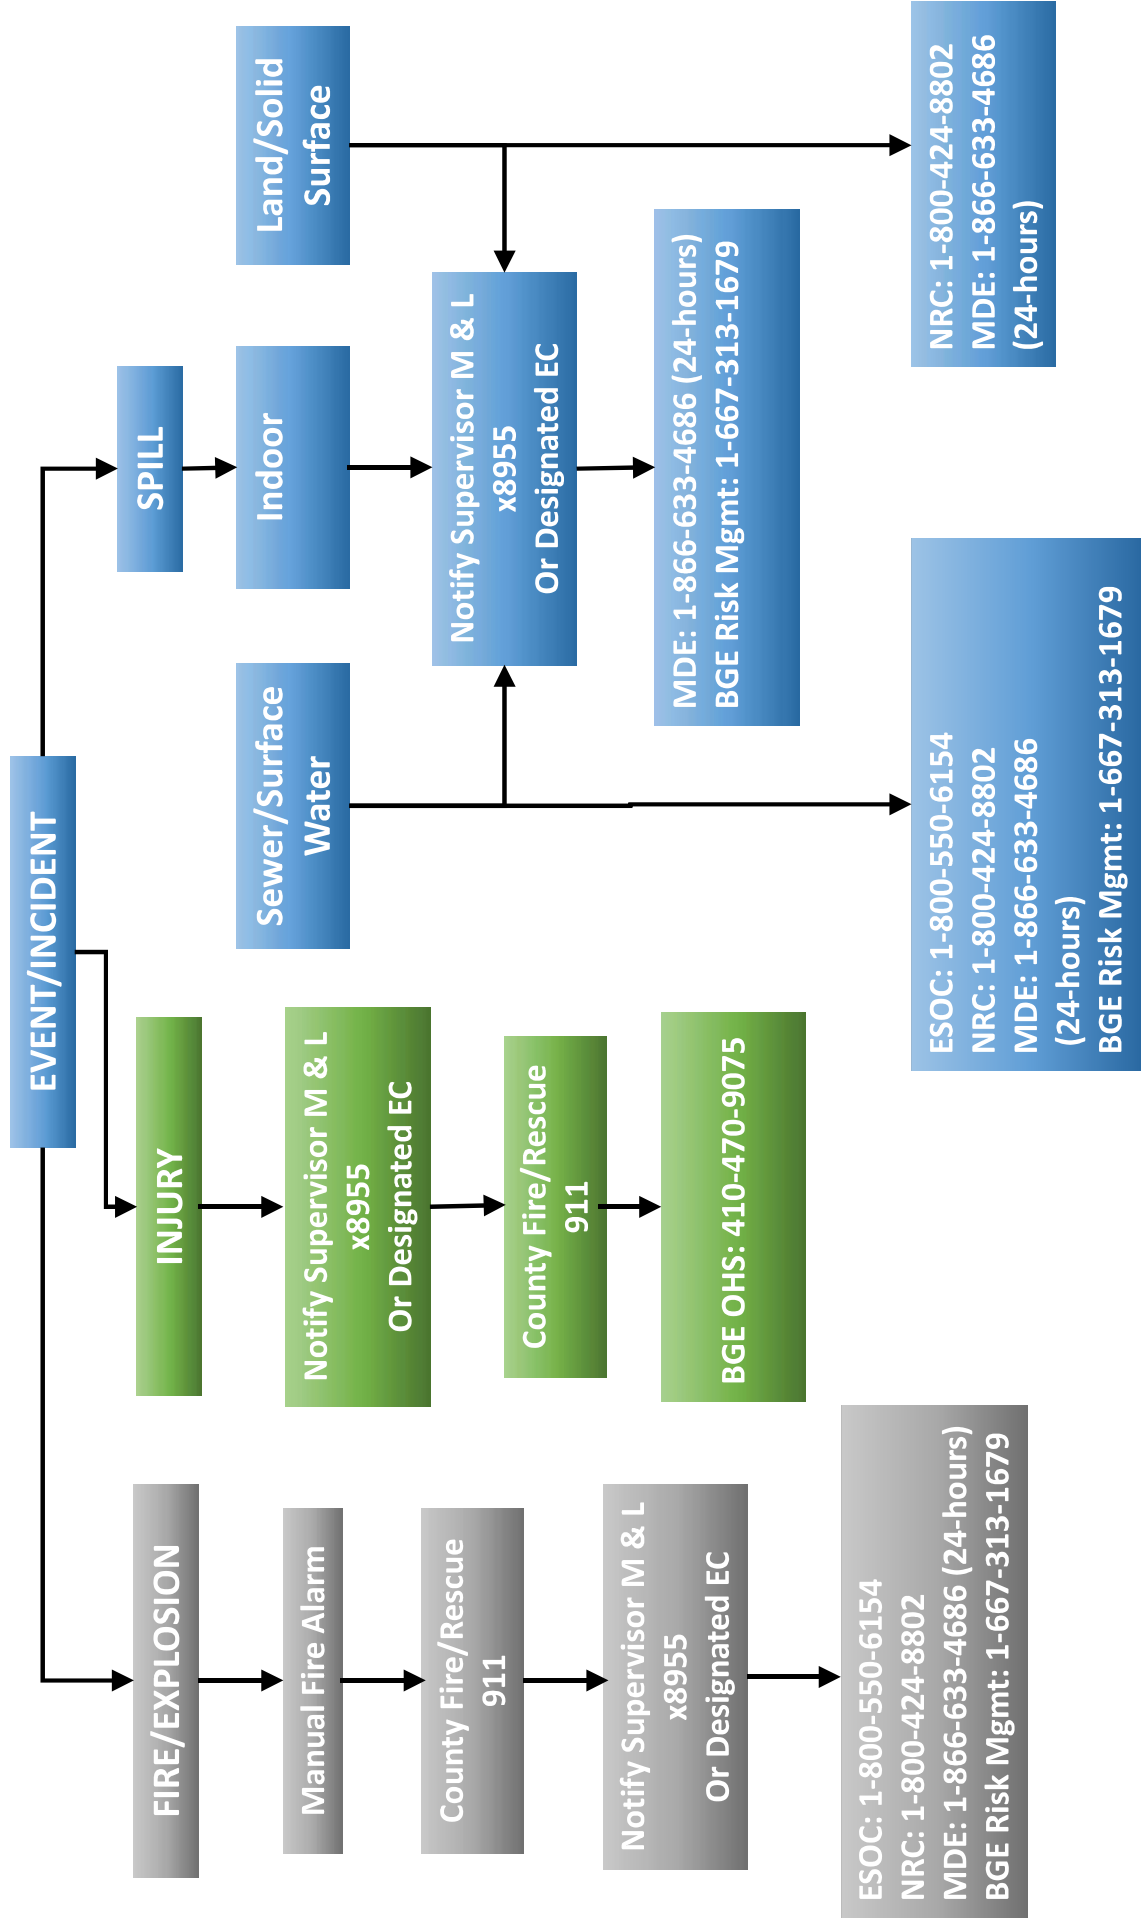 EVENT/INCIDENT
FIRE/EXPLOSION
Manual Fire Alarm
County Fire/Rescue
911
Notify Supervisor M & L
x8955
Or Designated EC
ESOC: 1-800-550-6154
NRC: 1-800-424-8802
MDE: 1-866-633-4686 (24-hours)
BGE Risk Mgmt: 1-667-313-1679
INJURY
Notify Supervisor M & L
x8955
Or Designated EC
County Fire/Rescue
911
BGE OHS: 410-470-9075
SPILL
Sewer/Surface
Water
Indoor
Land/Solid
Surface
Notify Supervisor M & L
x8955
Or Designated EC
MDE: 1-866-633-4686 (24-hours)
BGE Risk Mgmt: 1-667-313-1679
ESOC: 1-800-550-6154
NRC: 1-800-424-8802
MDE: 1-866-633-4686
(24-hours)
BGE Risk Mgmt: 1-667-313-1679
NRC: 1-800-424-8802
MDE: 1-866-633-4686
(24-hours)